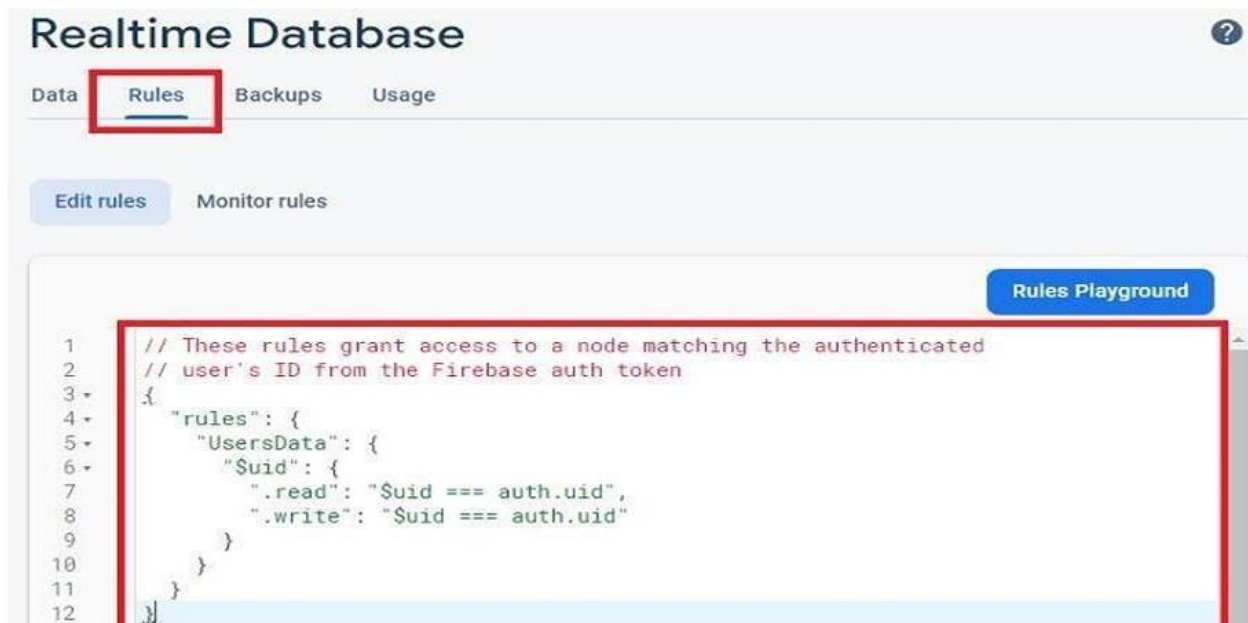 Realtime Database
?
Data Rules Backups Usage
Edit rules Monitor rules
Rules Playground
1 // These rules grant access to a node matching the authenticated
2 // user's ID from the Firebase auth token
3 {
4 "rules": {
5 "UsersData": {
6 "$uid": {
7 ".read": "$uid === auth.uid",
8 ".write": "$uid === auth.uid"
9 }
10 }
11 }
12 }